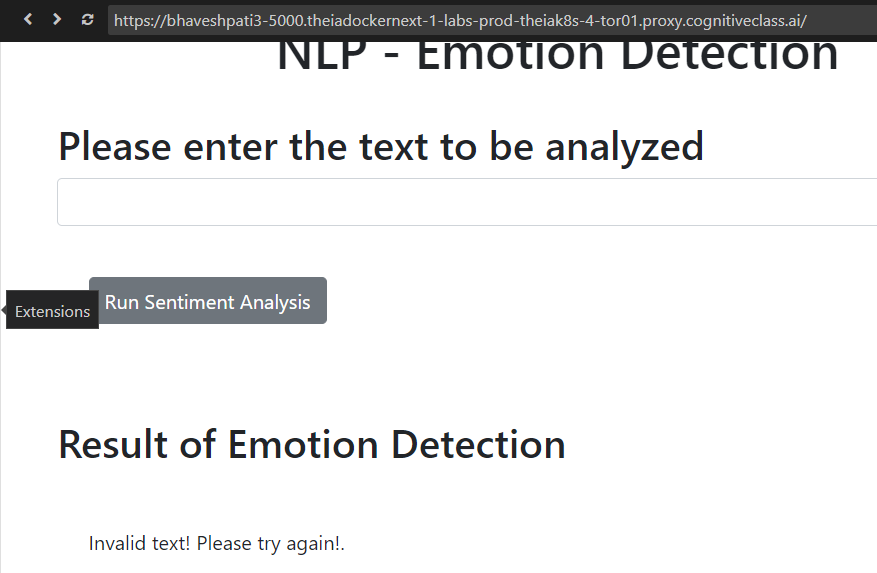 https://bhaveshpati3-5000.theiadockernext-1-labs-prod-theiak8s-4-tor01.proxy.cognitiveclass.ai/
NLP - Emotion Detection
Please enter the text to be analyzed
Run Sentiment Analysis
Extensions
Result of Emotion Detection
Invalid text! Please try again!.